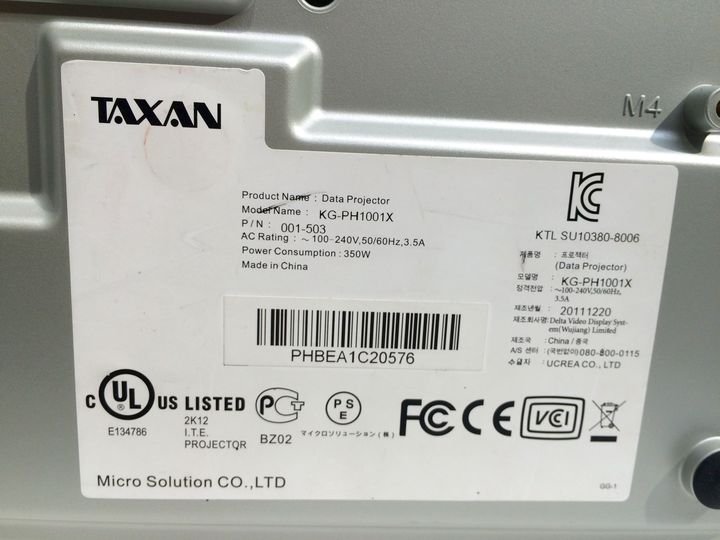 M4
TAXAN
Product Name : Data Projector
Model Name : KG-PH1001X
P / N : 001-503
AC Rating : ~ 100-240V,50/60Hz,3.5A
Power Consumption : 350W
Made in China
PHBEA1C20576
KTL SU10380-8006
제품명 : 프로젝터
(Data Projector)
모델명 : KG-PH1001X
정격전압 : ~100-240V,50/60Hz,
3.5A
제조년월 : 20111220
제조회사명: Delta Video Display Syst-
em(Wujiang) Limited
제조국 : China / 중국
A/S 센터 : (국번없이) 080-800-0115
수입자 : UCREA CO., LTD
C UL US LISTED
E134786
2K12
I.T.E.
PROJECTOR
PCT
BZ02
PSE
マイクロソリューション(株)
FC CE VCCI
Micro Solution CO.,LTD
GG-1